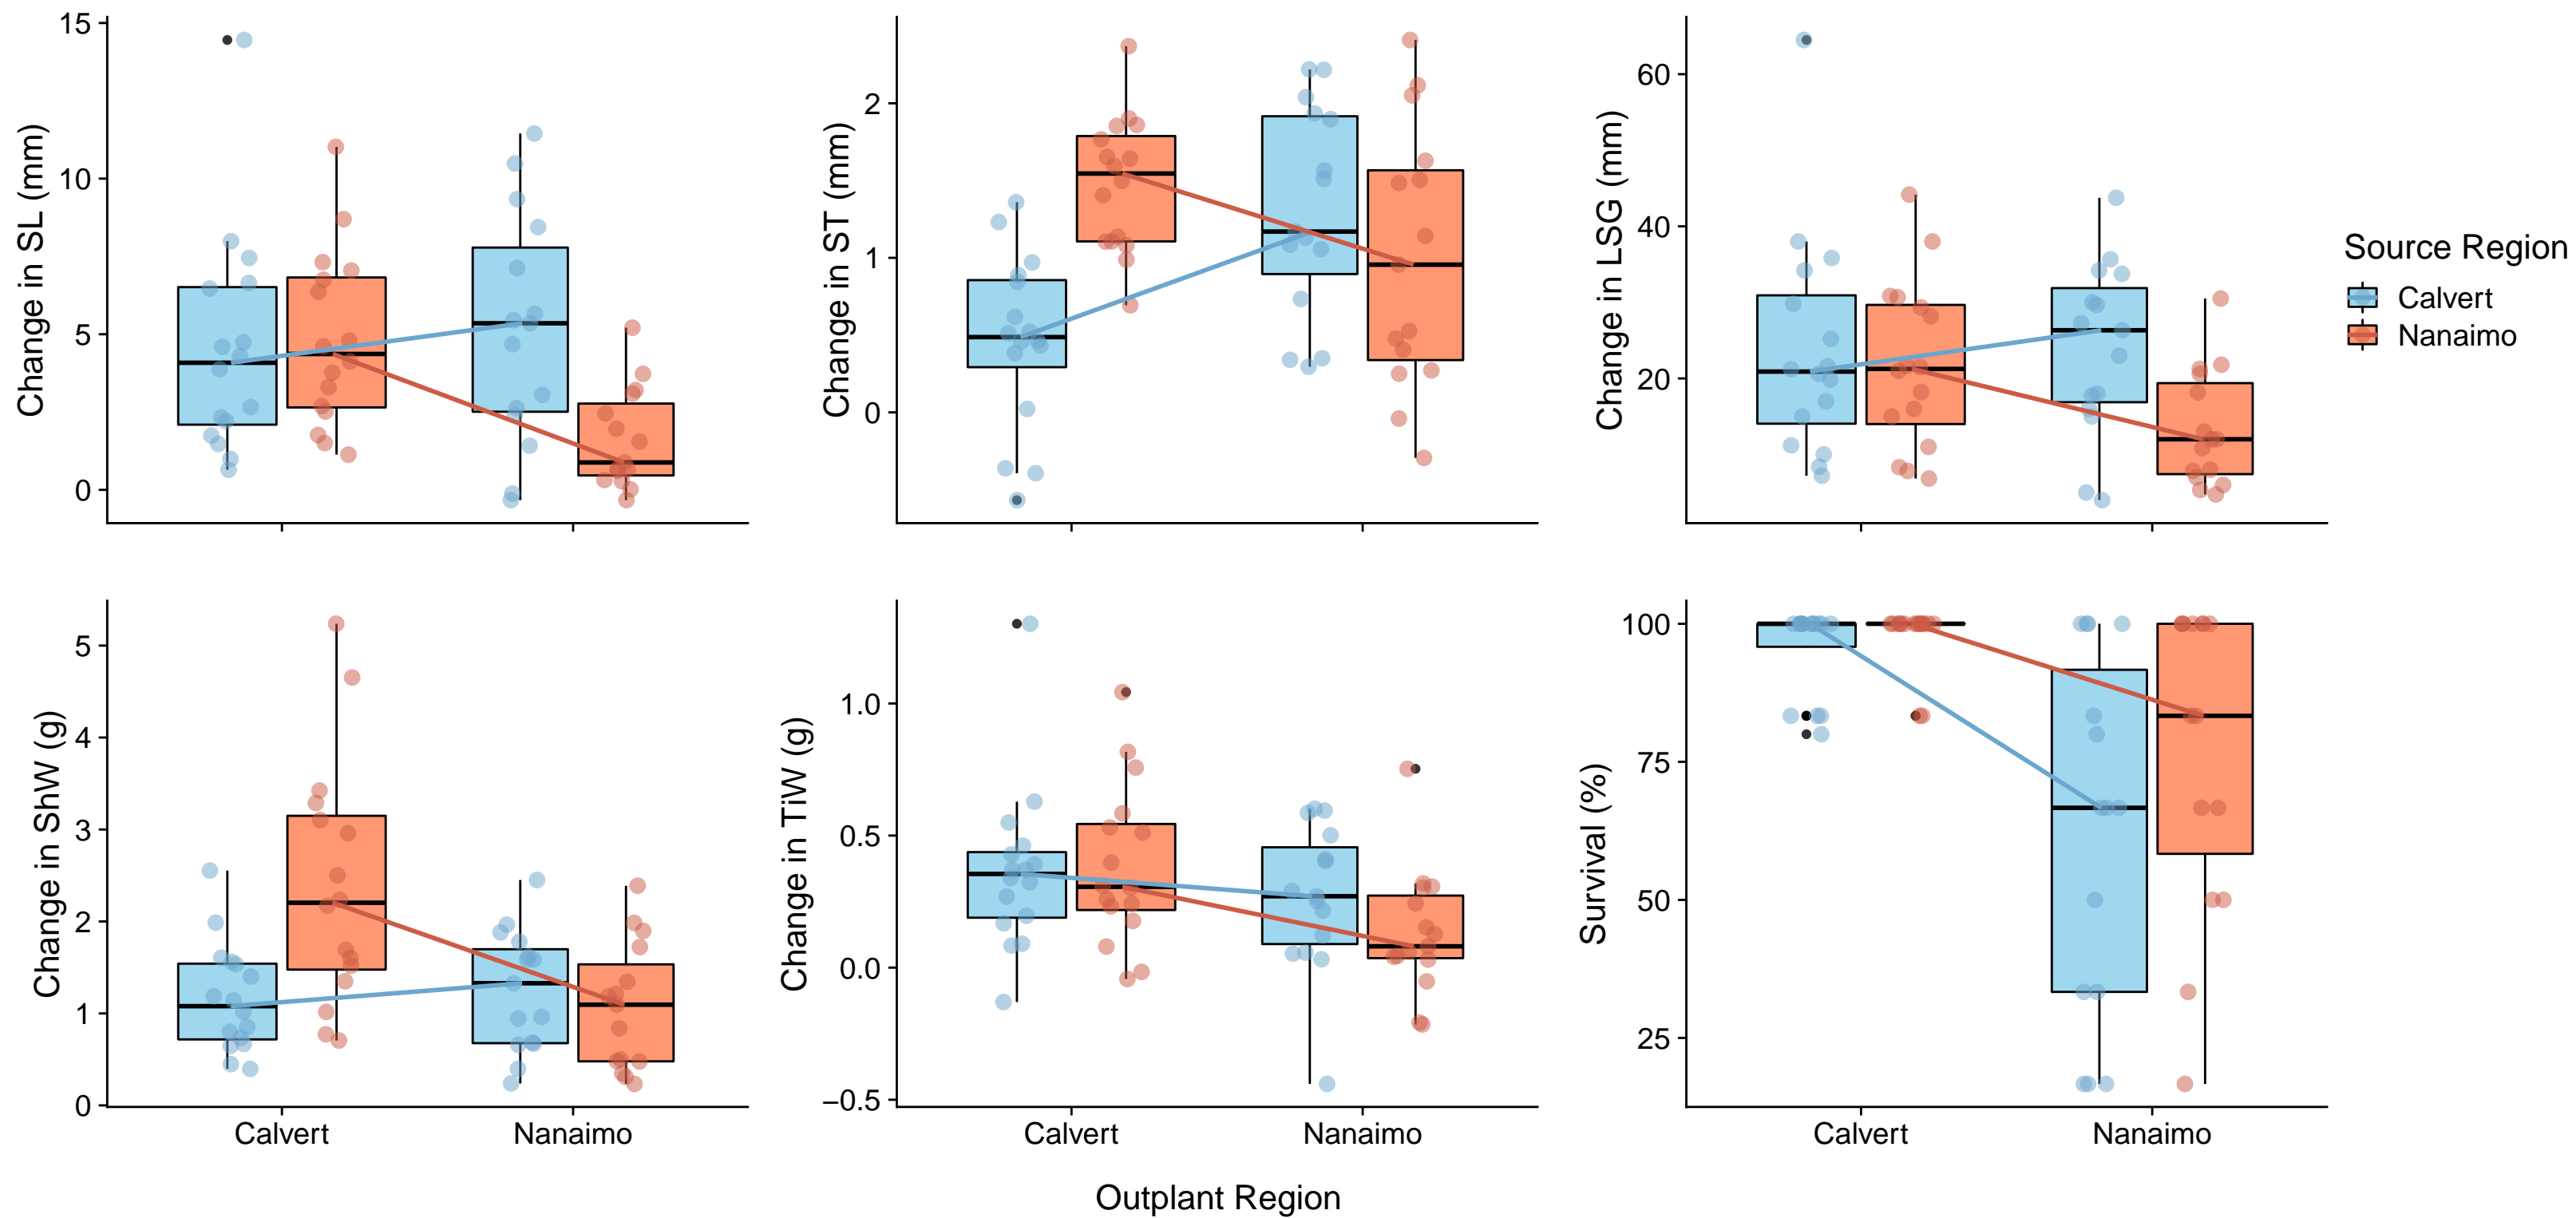 Change in SL (mm)
15
10
5
0
Change in ST (mm)
2
1
0
Change in LSG (mm)
60
40
20
Source Region
Calvert
Nanaimo
Change in ShW (g)
5
4
3
2
1
0
Calvert
Nanaimo
Change in TiW (g)
1.0
0.5
0.0
−0.5
Calvert
Nanaimo
Survival (%)
100
75
50
25
Calvert
Nanaimo
Outplant Region